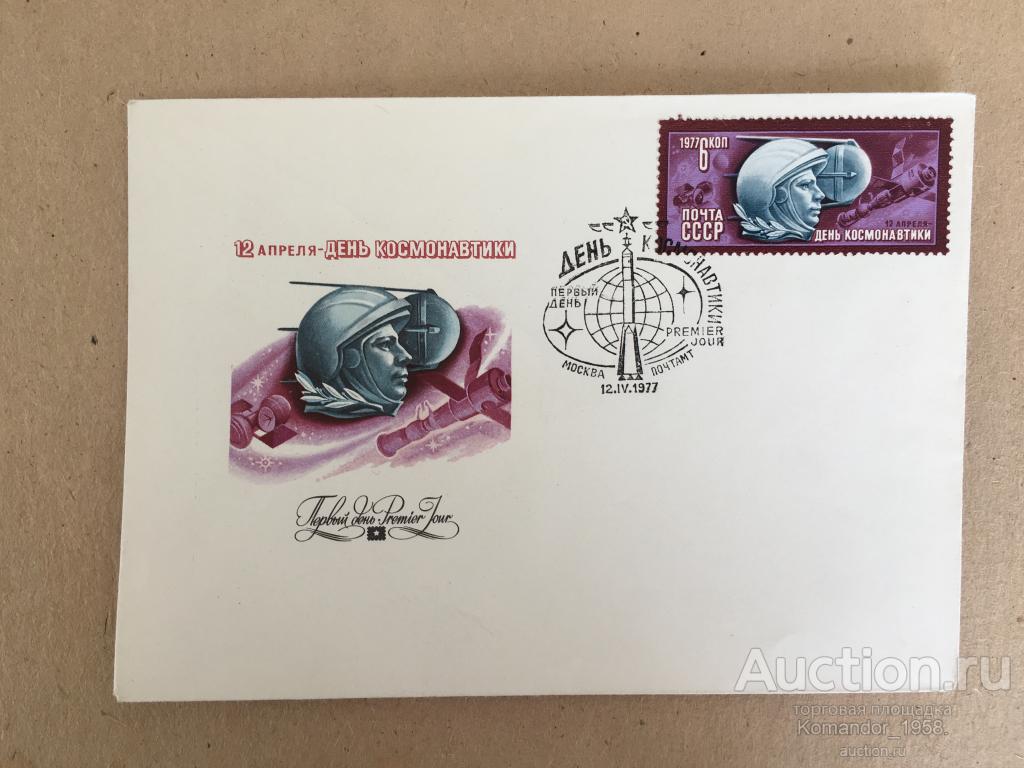 1977 6 КОП
ПОЧТА
СССР
12 АПРЕЛЯ-
ДЕНЬ КОСМОНАВТИКИ
12 АПРЕЛЯ-ДЕНЬ КОСМОНАВТИКИ
ДЕНЬ КОСМОНАВТИКИ
ПЕРВЫЙ
ДЕНЬ
PREMIER
JOUR
МОСКВА ПОЧТАМТ
12.IV.1977
Первый день Premier Jour
Auction.ru
торговая площадка
Komandor_1958.
auction.ru